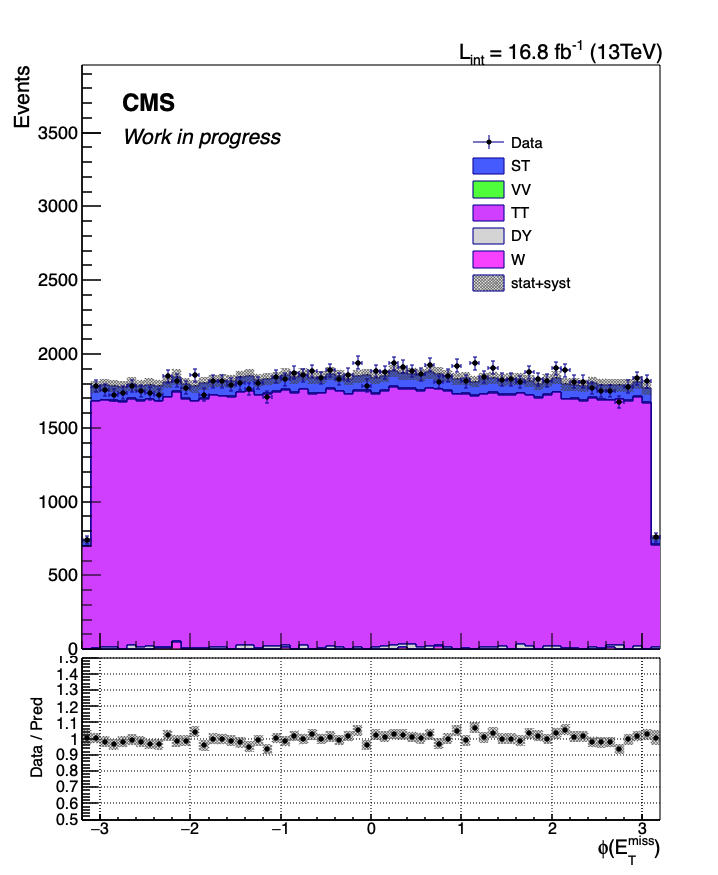 L_int = 16.8 fb^-1 (13TeV)
Events
CMS
Work in progress
3500
3000
2500
2000
1500
1000
500
0
Data
ST
VV
TT
DY
W
stat+syst
Data / Pred
1.5
1.4
1.3
1.2
1.1
1
0.9
0.8
0.7
0.6
0.5
−3 −2 −1 0 1 2 3
ϕ(E_T^miss)